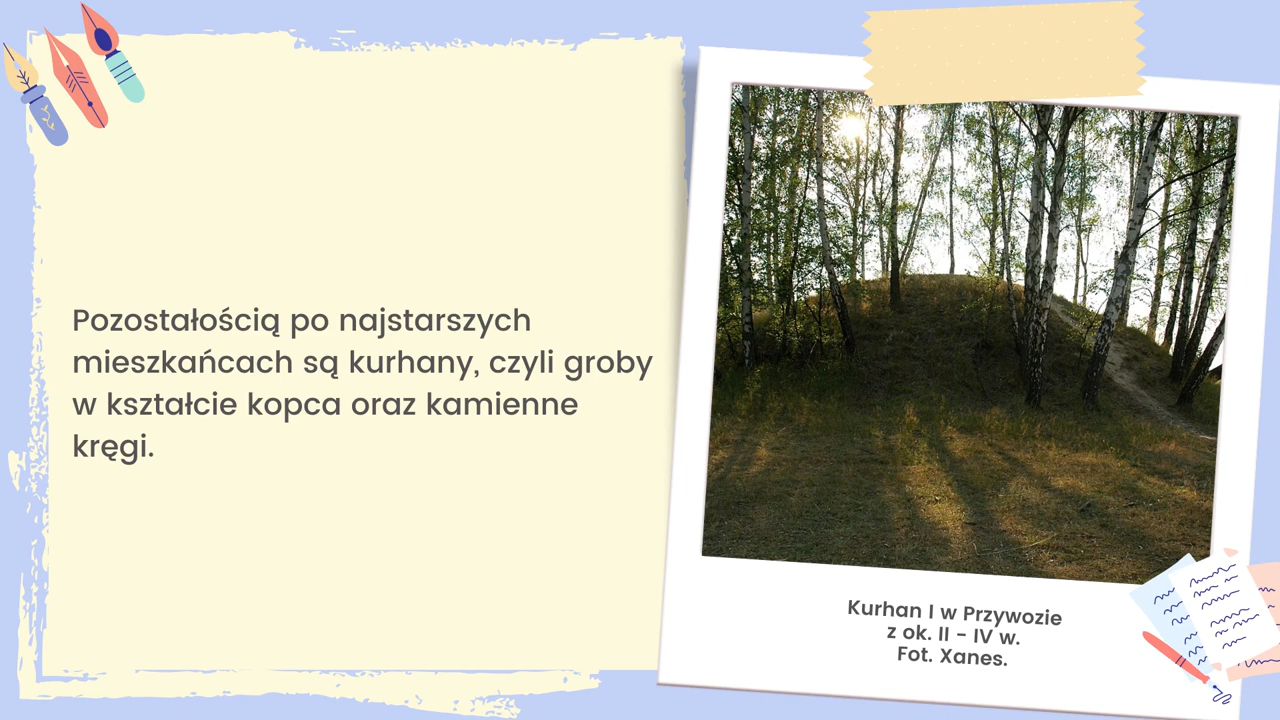 Pozostałością po najstarszych
mieszkańcach są kurhany, czyli groby
w kształcie kopca oraz kamienne
kręgi.
Kurhan I w Przywozie
z ok. II - IV w.
Fot. Xanes.